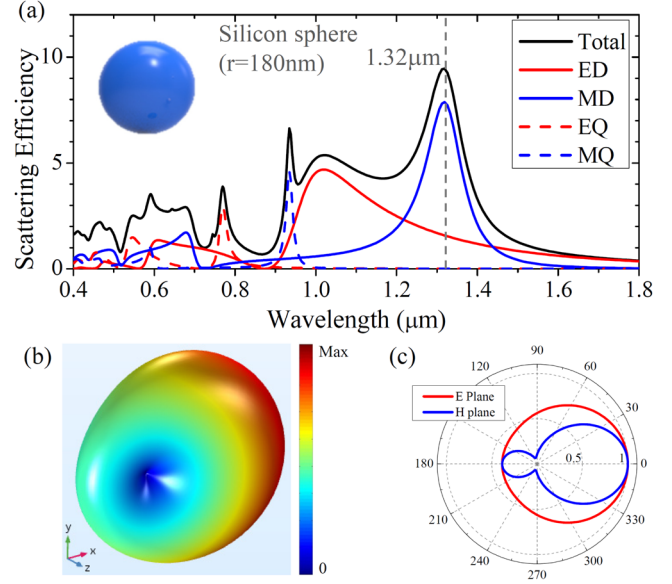 (a)
12
10
5
0
Scattering Efficiency
Silicon sphere
(r=180nm)
1.32μm
Total
ED
MD
EQ
MQ
0.4 0.6 0.8 1.0 1.2 1.4 1.6 1.8
Wavelength (μm)
(b)
Max
0
y
x
z
(c)
90
120 60
E Plane
H plane
30
180 0.5 1 0
210 330
240 300
270